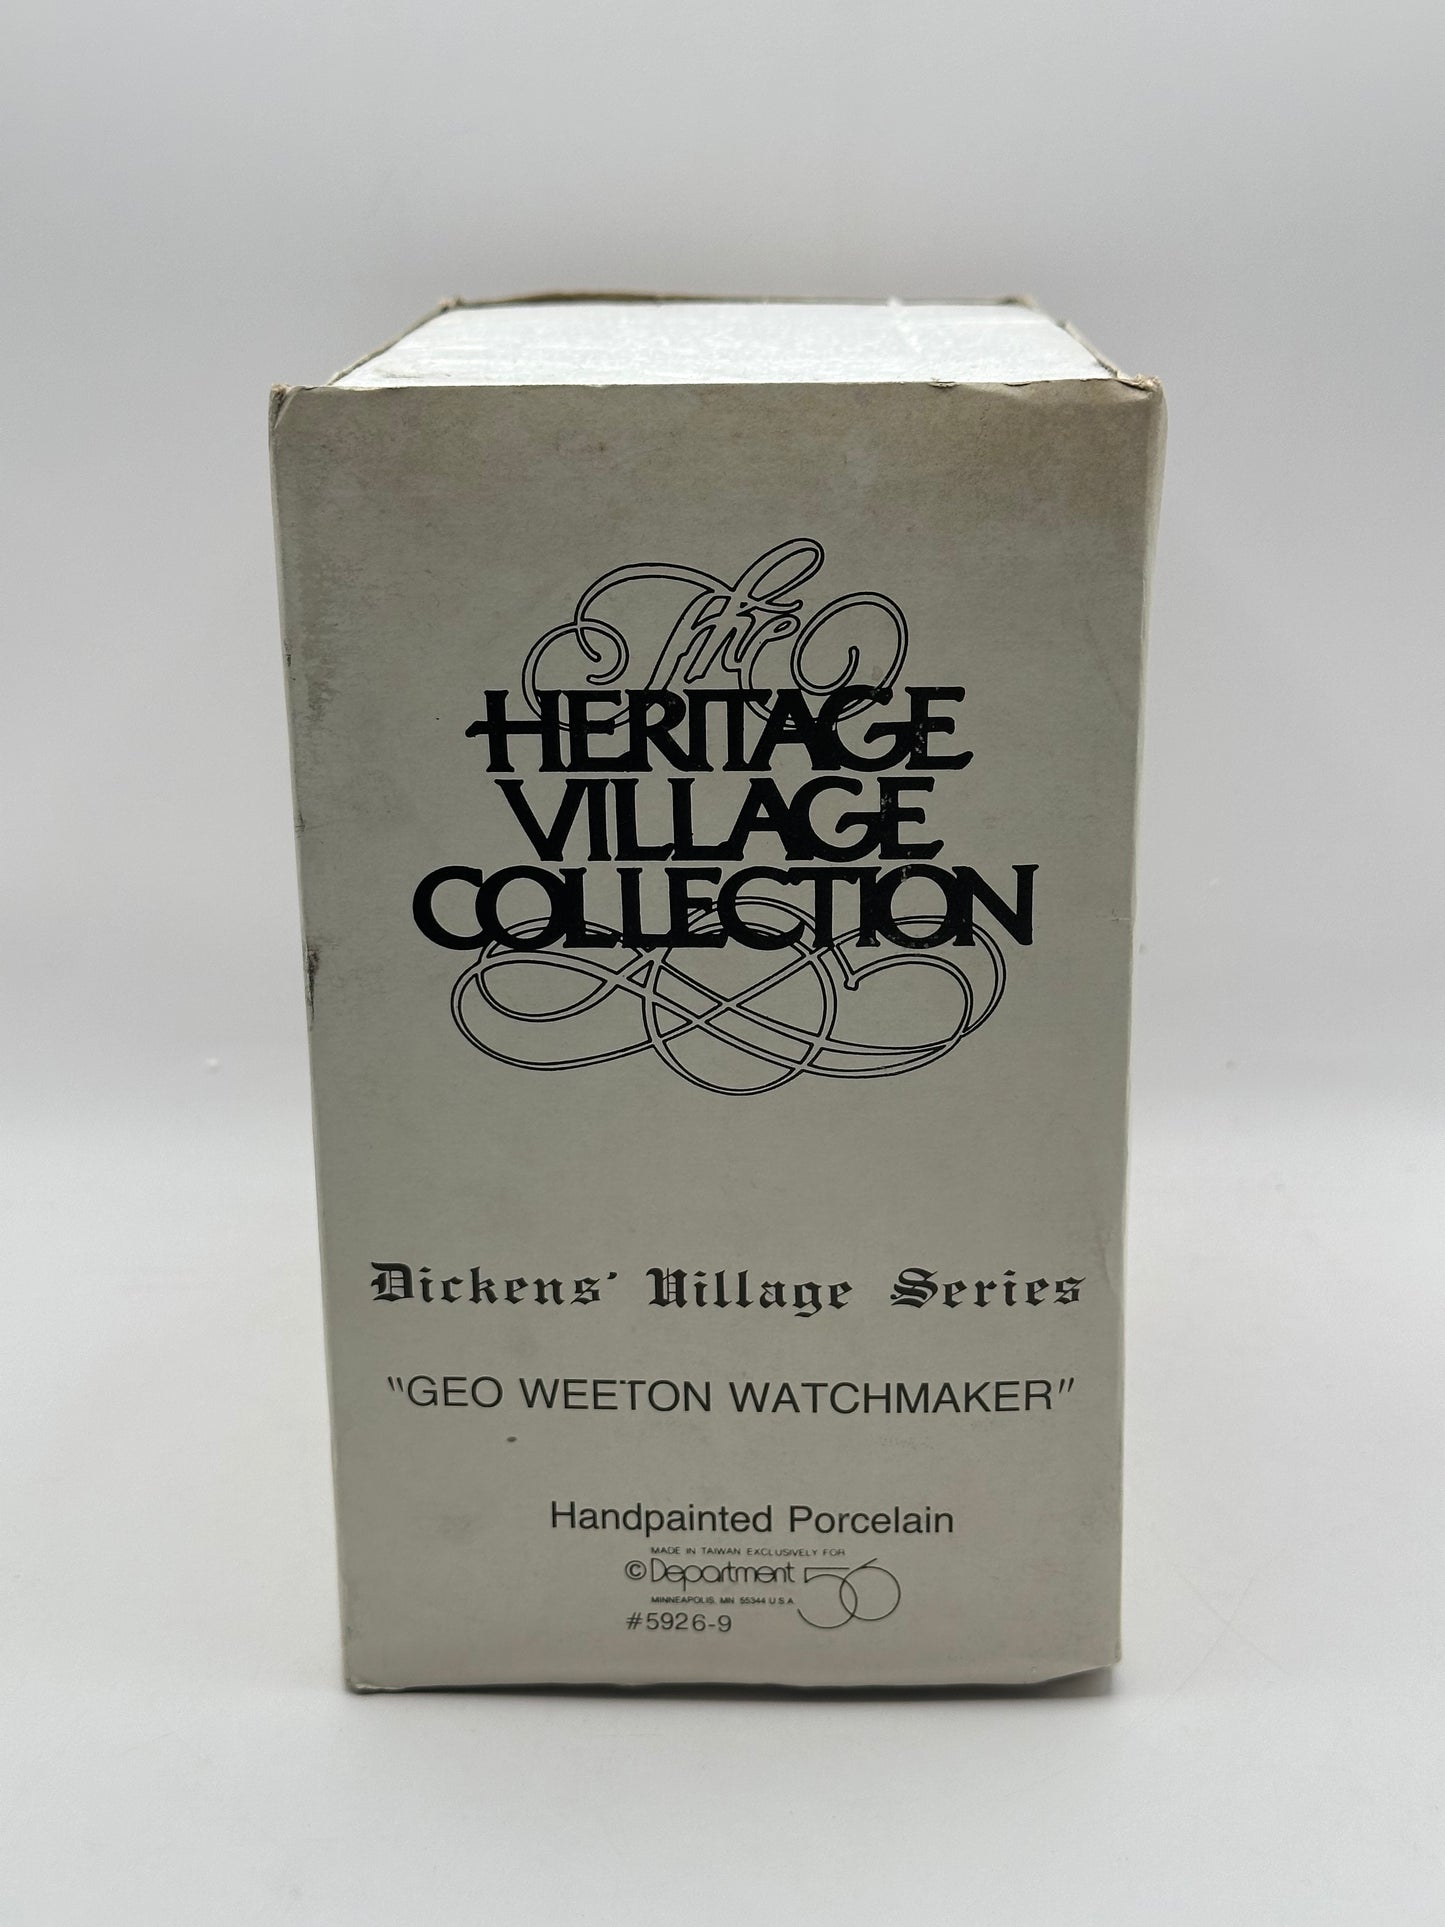 The
HERITAGE
VILLAGE
COLLECTION
Dickens' Village Series
"GEO WEETON WATCHMAKER"
Handpainted Porcelain
MADE IN TAIWAN EXCLUSIVELY FOR
© Department 56
MINNEAPOLIS, MN 55344 U S A
#5926-9